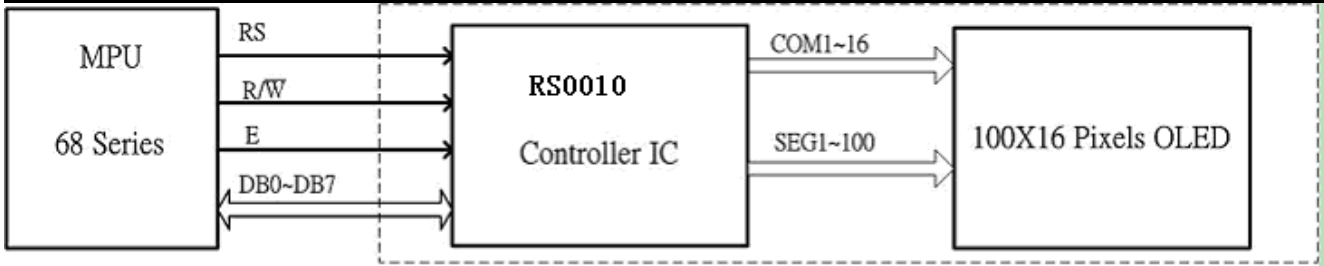 MPU
68 Series
RS
R/W̅
E
DB0~DB7
RS0010
Controller IC
COM1~16
SEG1~100
100X16 Pixels OLED